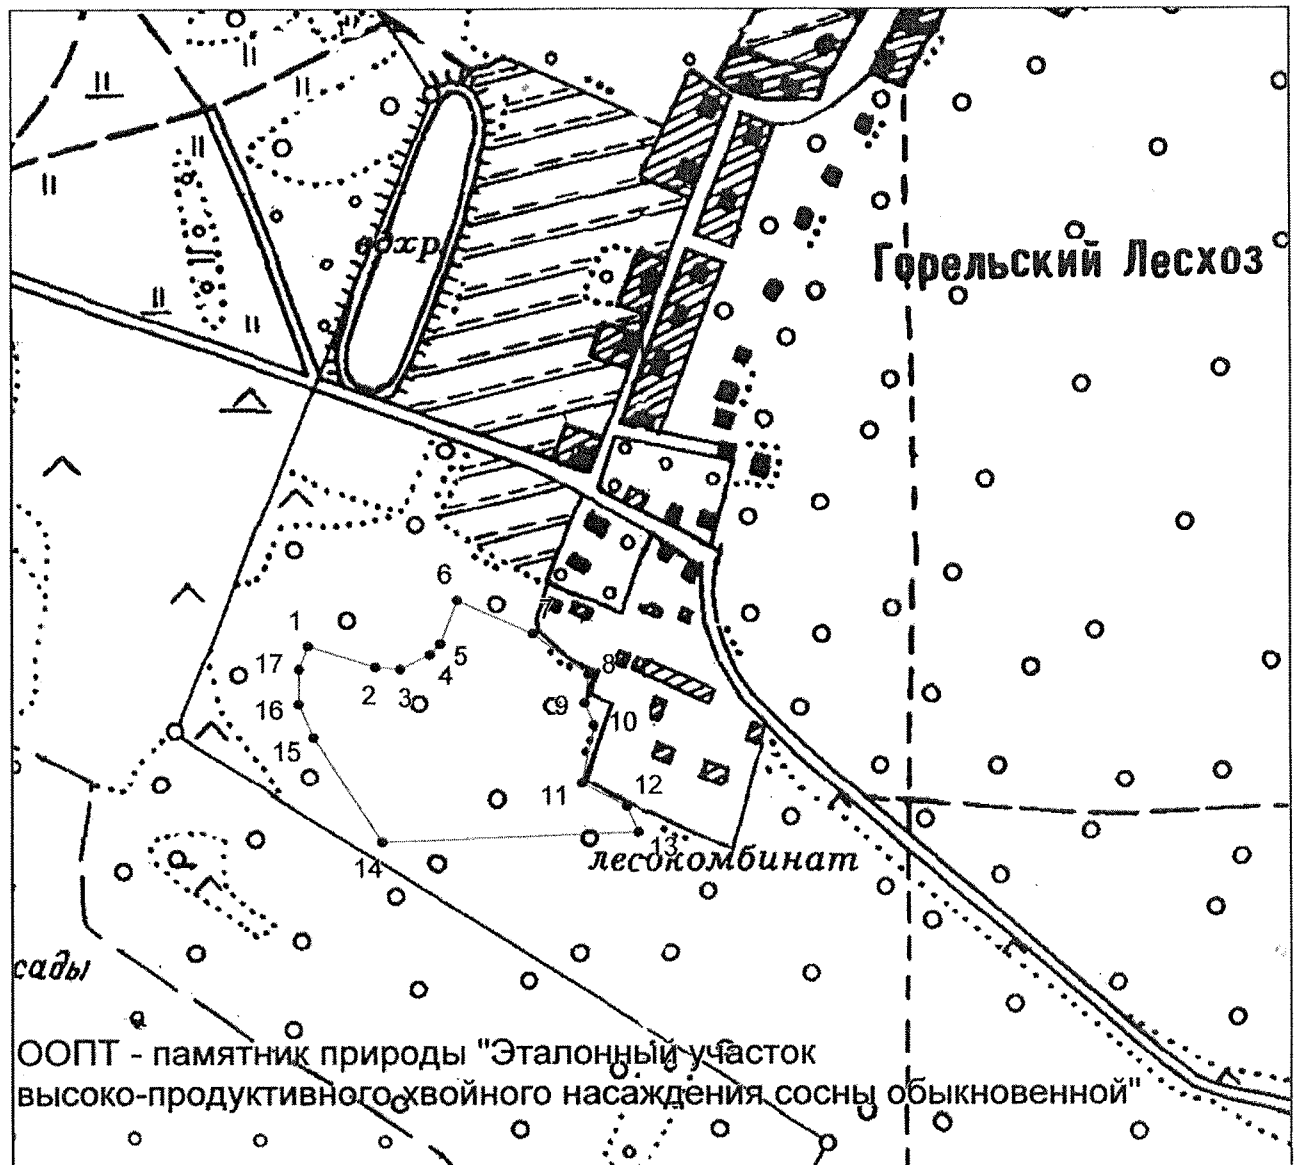 вдхр.
Горельский Лесхоз
6
7
1
5
8
17
2
3
4
9
16
10
15
11
12
13
14
лесокомбинат
сады
ООПТ - памятник природы "Эталонный участок
высоко-продуктивного хвойного насаждения сосны обыкновенной"